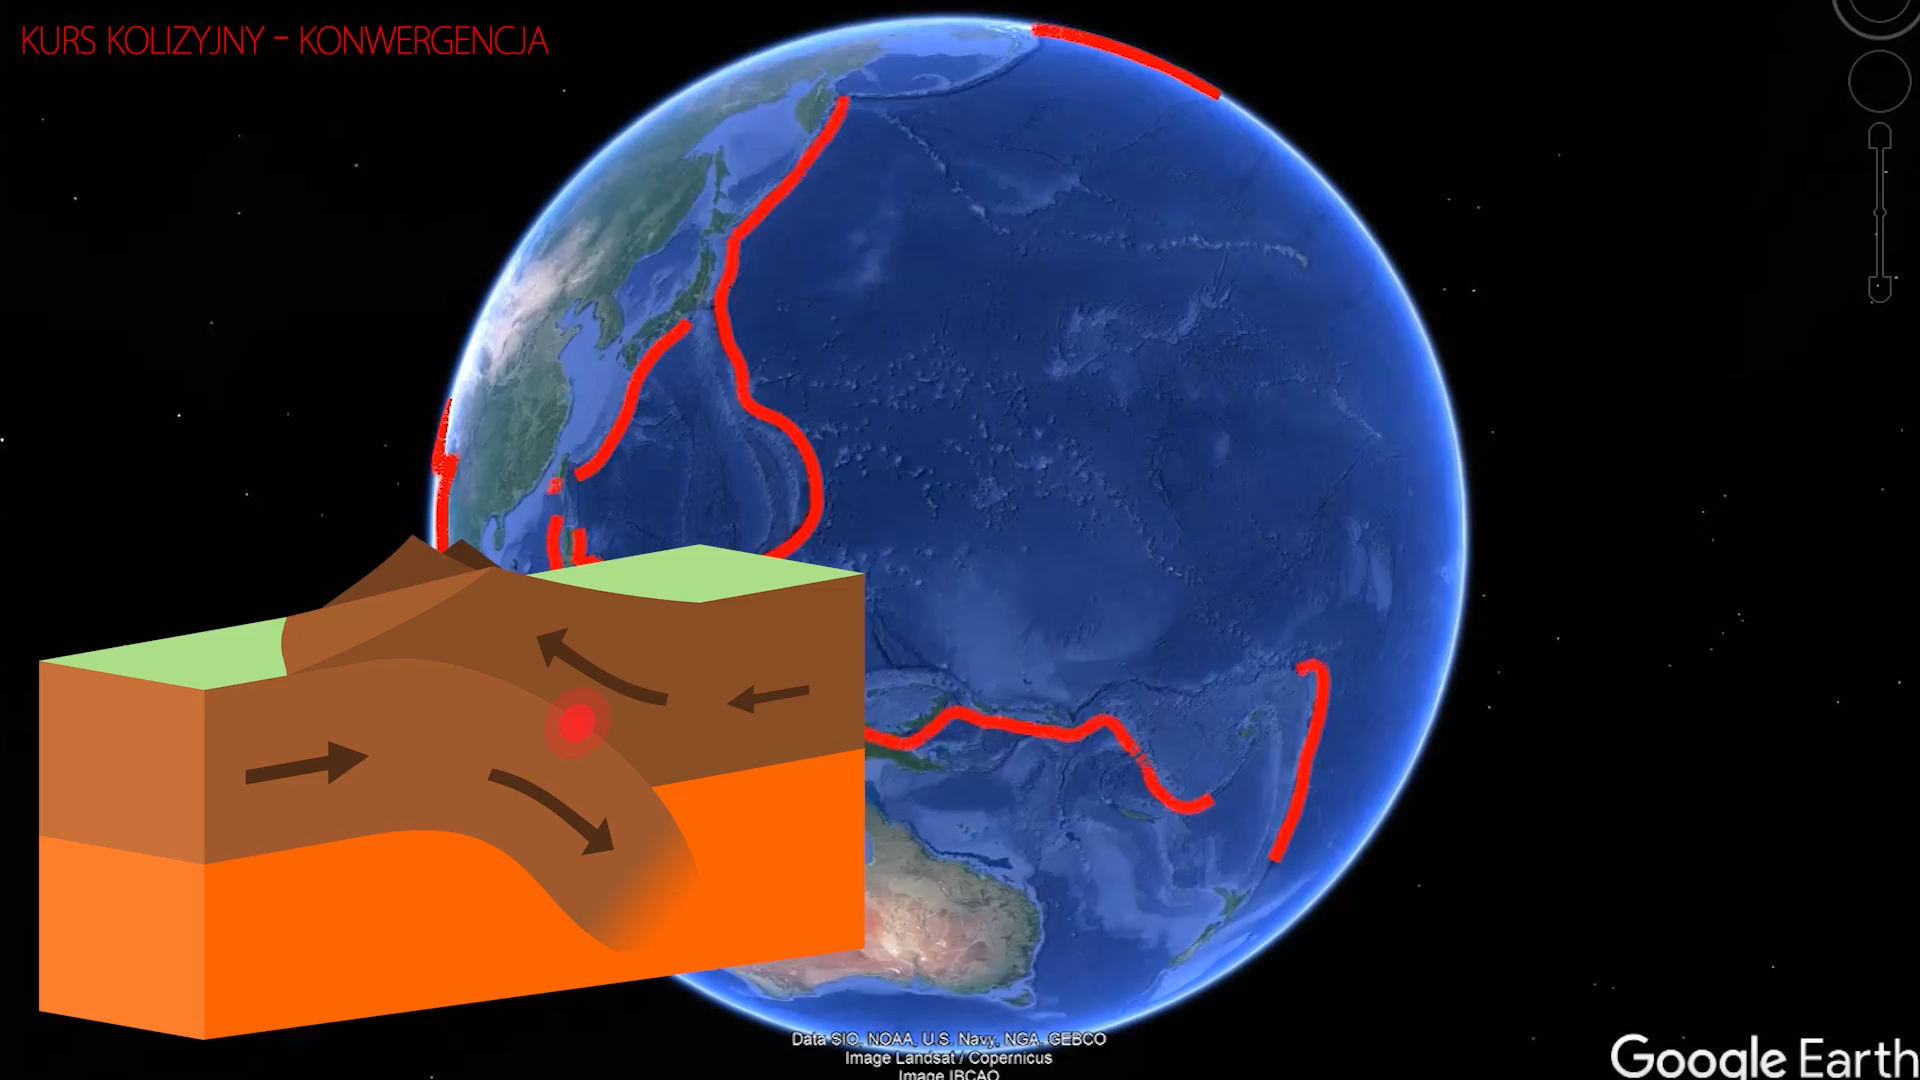 KURS KOLIZYJNY - KONWERGENCJA
Data SIO, NOAA, U.S. Navy, NGA, GEBCO
Image Landsat / Copernicus
Image IBCAO
Google Earth